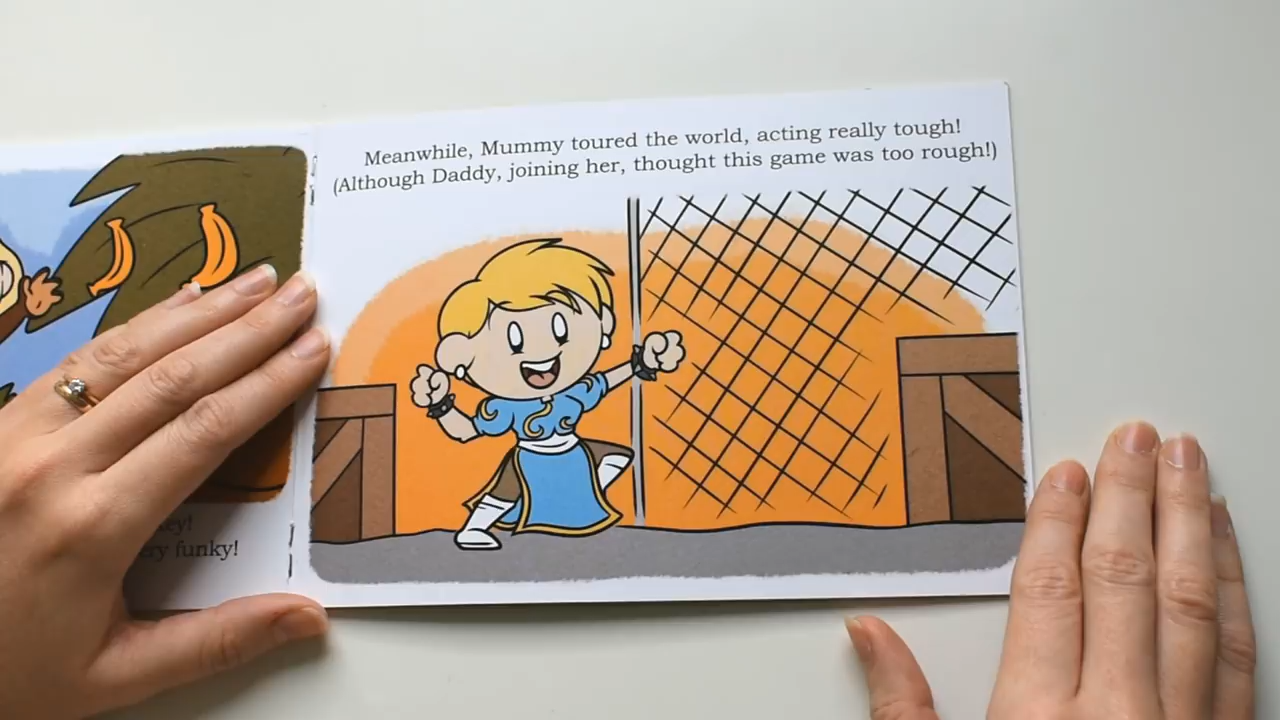 Meanwhile, Mummy toured the world, acting really tough!
(Although Daddy, joining her, thought this game was too rough!)
funky!